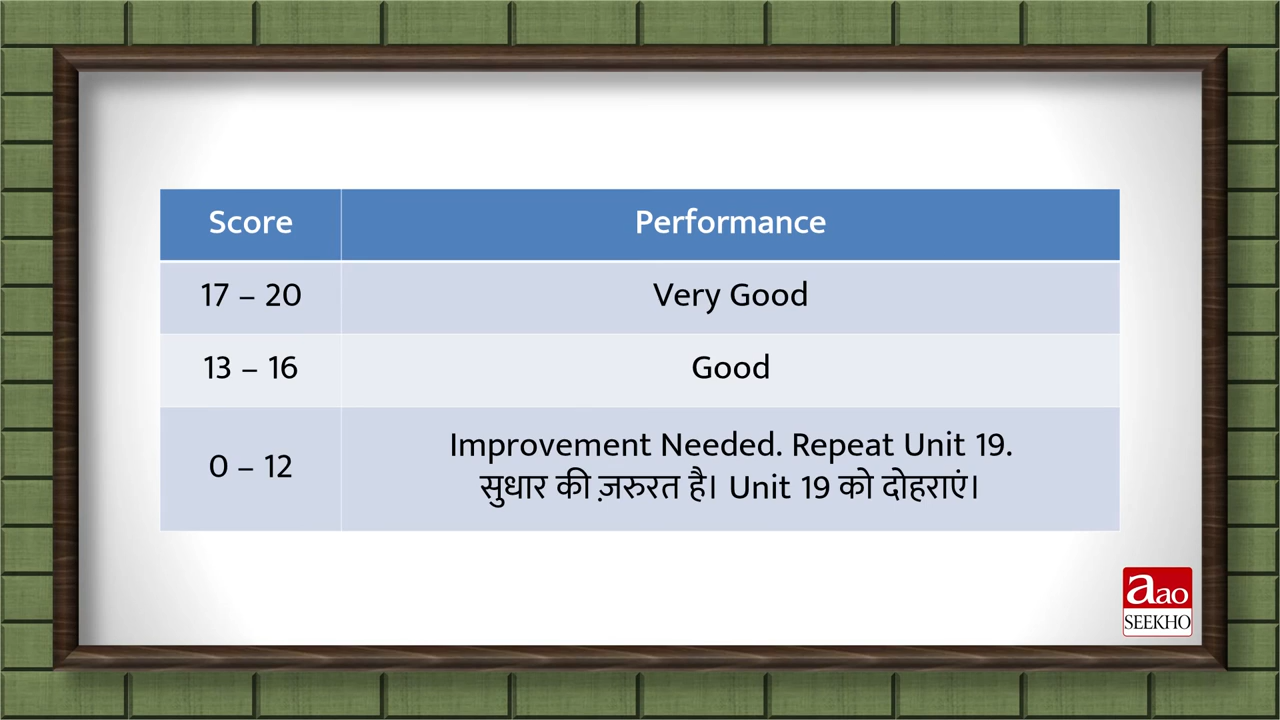 Score Performance
17 – 20 Very Good
13 – 16 Good
0 – 12 Improvement Needed. Repeat Unit 19.
सुधार की ज़रुरत है। Unit 19 को दोहराएं।
aao
SEEKHO